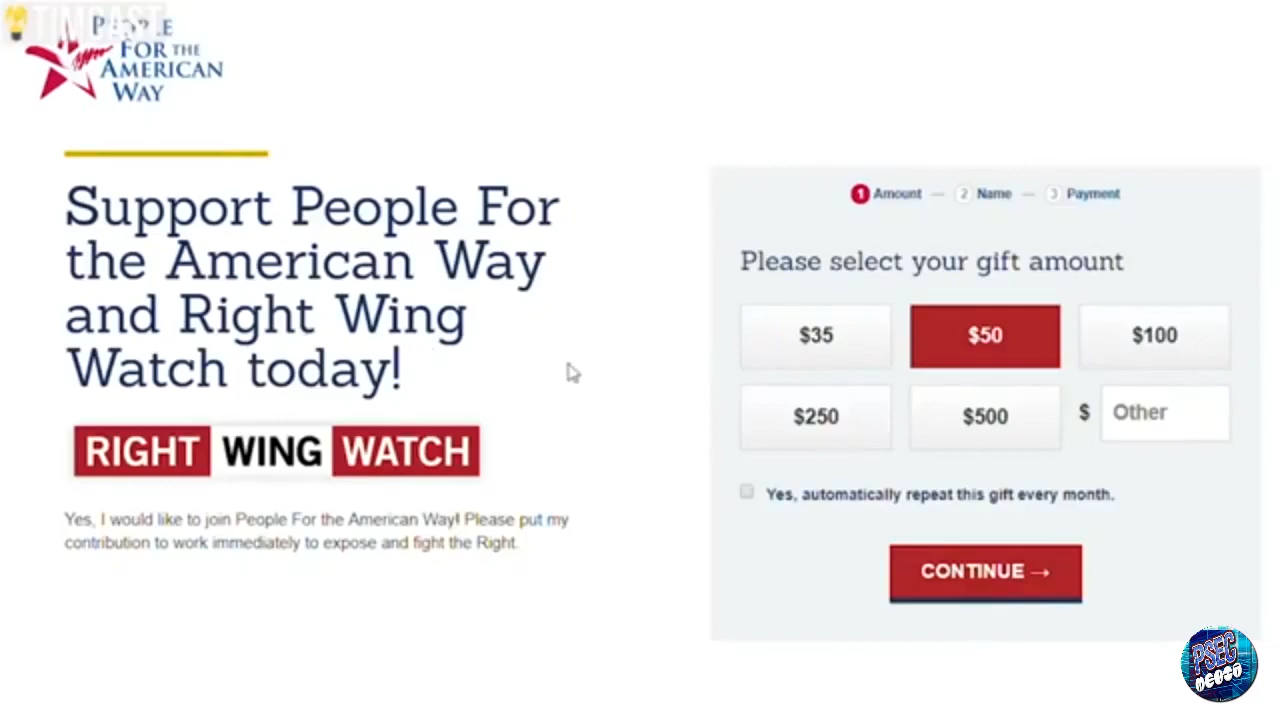 TIMCAST
PEOPLE
FOR THE
AMERICAN
WAY
Support People For
the American Way
and Right Wing
Watch today!
RIGHT WING WATCH
Yes, I would like to join People For the American Way! Please put my
contribution to work immediately to expose and fight the Right.
1 Amount — 2 Name — 3 Payment
Please select your gift amount
$35 $50 $100
$250 $500 $ Other
Yes, automatically repeat this gift every month.
CONTINUE →
PSEC